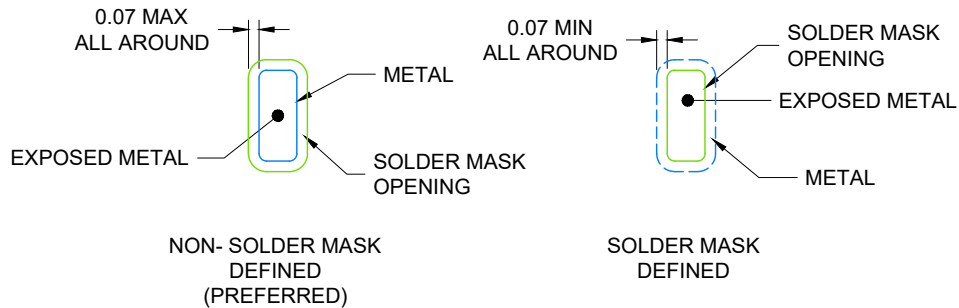 0.07 MAX
ALL AROUND
METAL
EXPOSED METAL
SOLDER MASK
OPENING
NON- SOLDER MASK
DEFINED
(PREFERRED)
0.07 MIN
ALL AROUND
SOLDER MASK
OPENING
EXPOSED METAL
METAL
SOLDER MASK
DEFINED